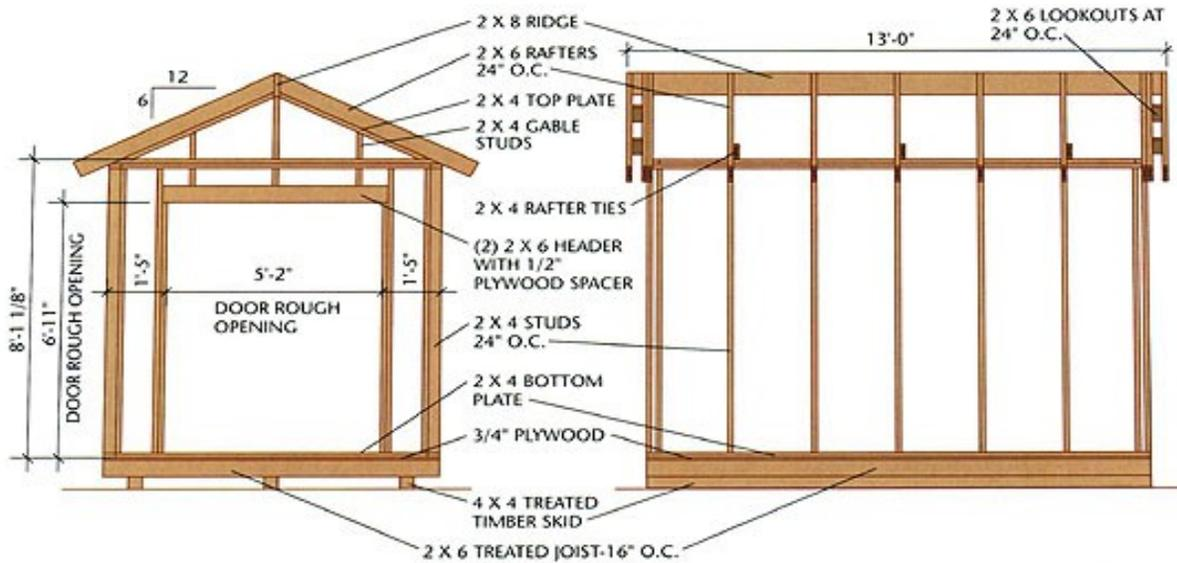 2 X 8 RIDGE
2 X 6 RAFTERS
24" O.C.
2 X 4 TOP PLATE
2 X 4 GABLE
STUDS
2 X 4 RAFTER TIES
(2) 2 X 6 HEADER
WITH 1/2"
PLYWOOD SPACER
2 X 4 STUDS
24" O.C.
2 X 4 BOTTOM
PLATE
3/4" PLYWOOD
4 X 4 TREATED
TIMBER SKID
2 X 6 TREATED JOIST-16" O.C.
12
6
8'-1 1/8"
6'-11"
DOOR ROUGH OPENING
1'-5"
5'-2"
1'-5"
DOOR ROUGH
OPENING
13'-0"
2 X 6 LOOKOUTS AT
24" O.C.